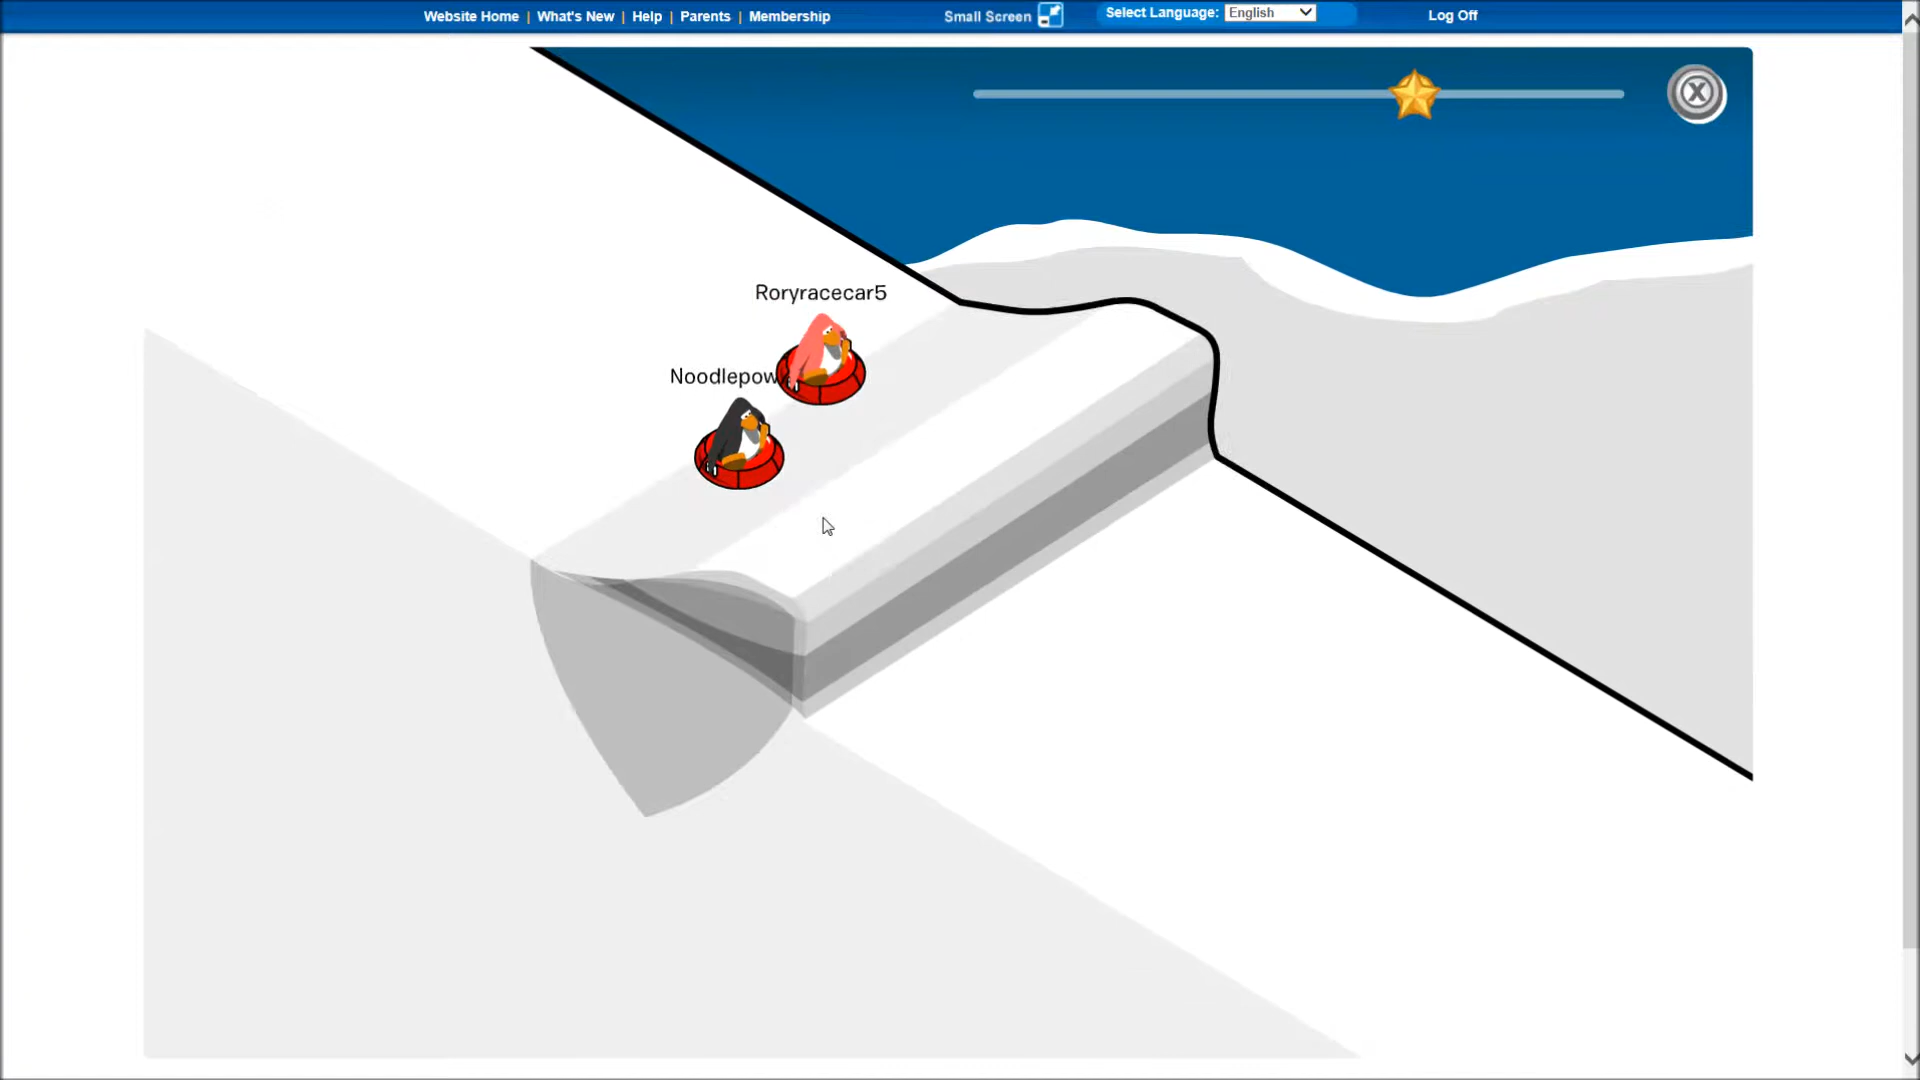 Website Home | What's New | Help | Parents | Membership Small Screen Select Language: English Log Off
X
Roryracecar5
Noodlepow